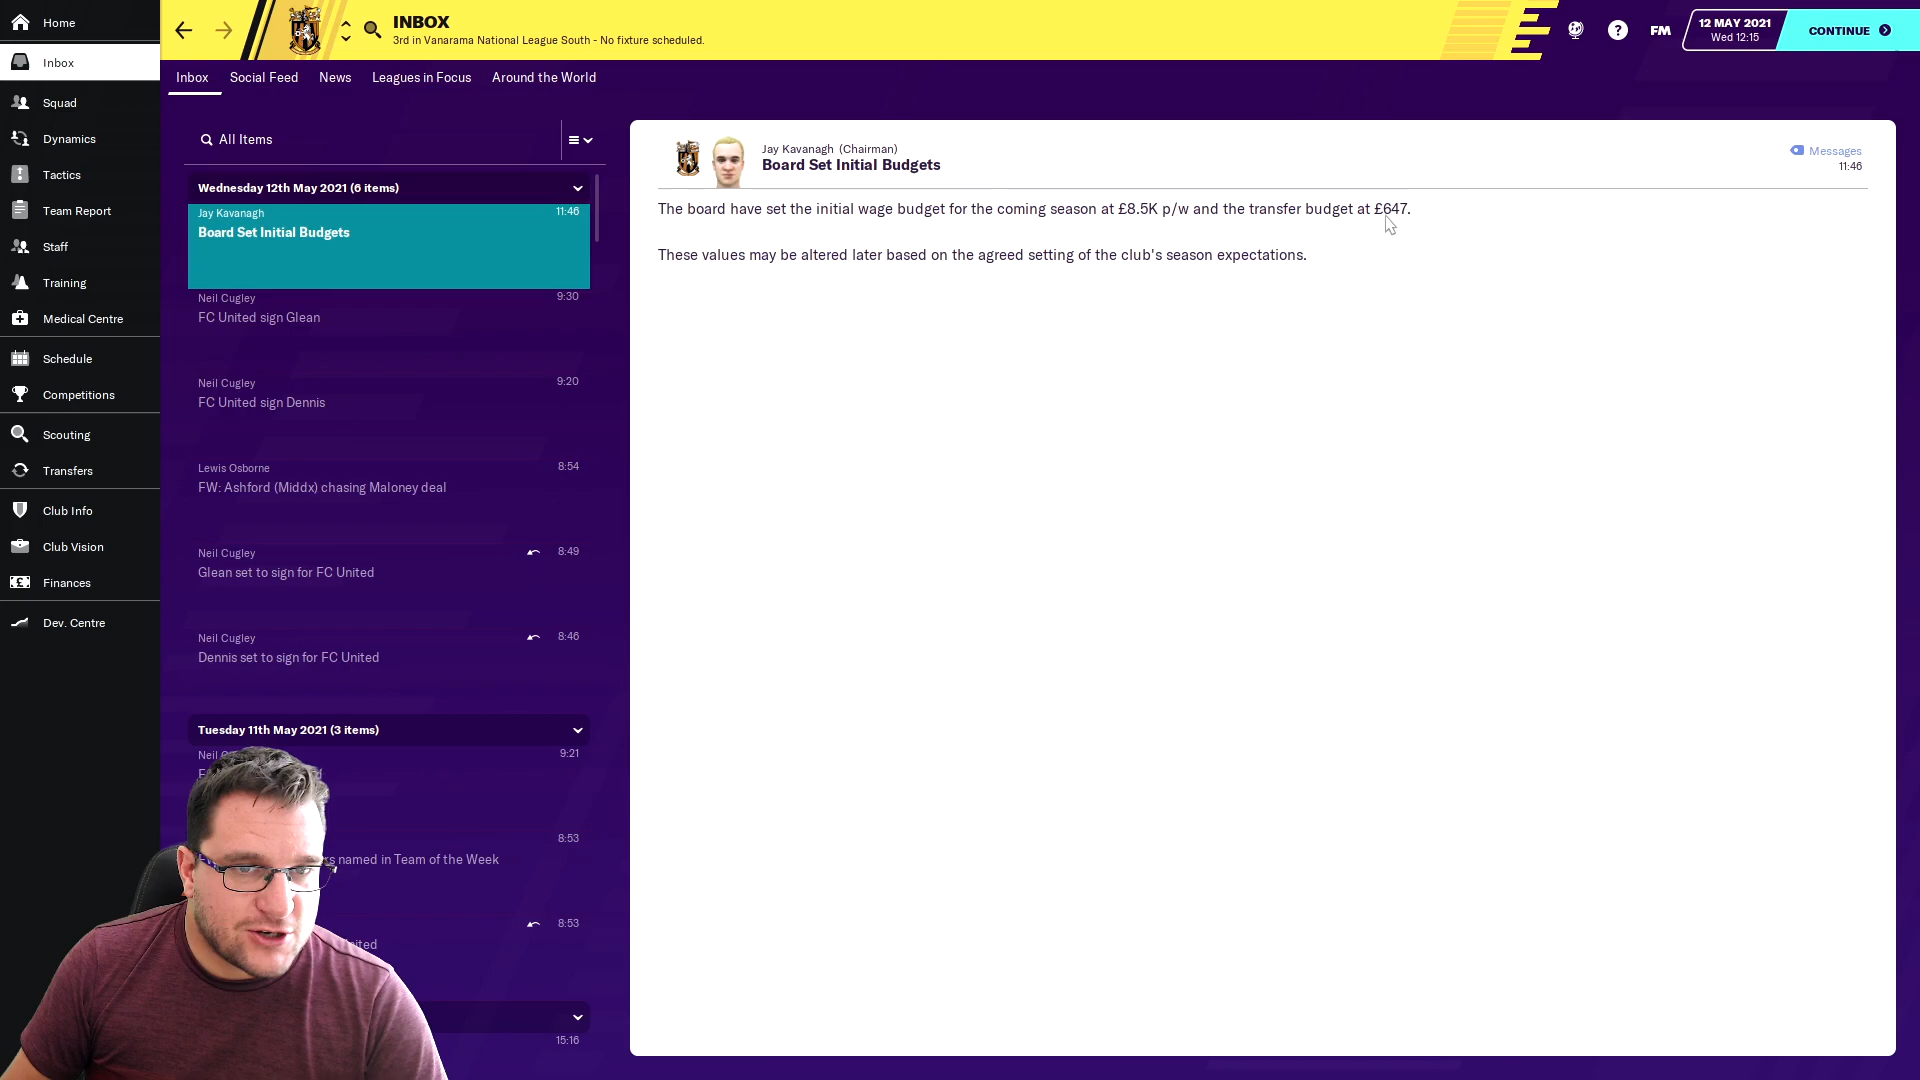 Home
Inbox
Squad
Dynamics
Tactics
Team Report
Staff
Training
Medical Centre
Schedule
Competitions
Scouting
Transfers
Club Info
Club Vision
Finances
Dev. Centre
INBOX
3rd in Vanarama National League South - No fixture scheduled.
?
FM
12 MAY 2021
Wed 12:15
CONTINUE
Inbox
Social Feed
News
Leagues in Focus
Around the World
All Items
Wednesday 12th May 2021 (6 items)
Jay Kavanagh
11:46
Board Set Initial Budgets
Neil Cugley
9:30
FC United sign Glean
Neil Cugley
9:20
FC United sign Dennis
Lewis Osborne
8:54
FW: Ashford (Middx) chasing Maloney deal
Neil Cugley
8:49
Glean set to sign for FC United
Neil Cugley
8:46
Dennis set to sign for FC United
Tuesday 11th May 2021 (3 items)
Neil
9:21
8:53
named in Team of the Week
8:53
15:16
Jay Kavanagh (Chairman)
Board Set Initial Budgets
Messages
11:46
The board have set the initial wage budget for the coming season at £8.5K p/w and the transfer budget at £647.
These values may be altered later based on the agreed setting of the club's season expectations.